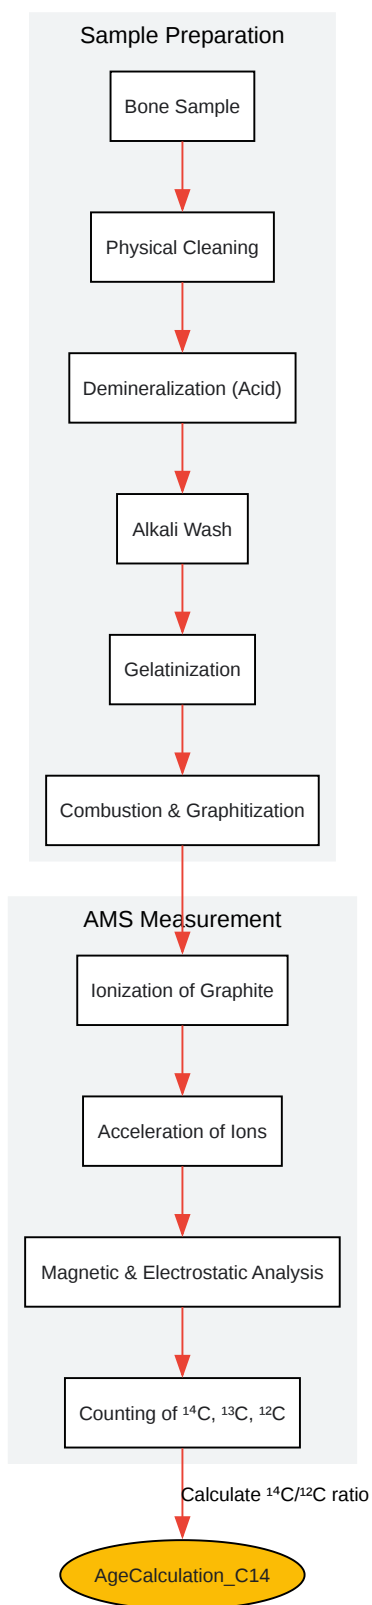 Sample Preparation
Bone Sample
Physical Cleaning
Demineralization (Acid)
Alkali Wash
Gelatinization
Combustion & Graphitization
AMS Measurement
Ionization of Graphite
Acceleration of Ions
Magnetic & Electrostatic Analysis
Counting of ¹⁴C, ¹³C, ¹²C
Calculate ¹⁴C/¹²C ratio
AgeCalculation_C14